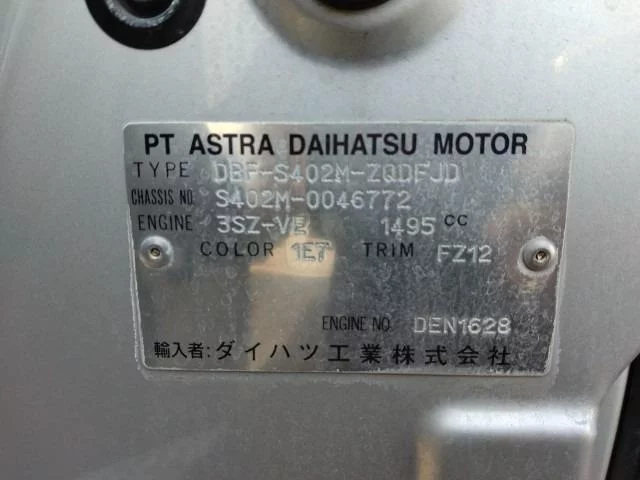 PT ASTRA DAIHATSU MOTOR
TYPE DBF-S402M-ZQDFJD
CHASSIS NO. S402M-0046772
ENGINE 3SZ-VE 1495 CC
COLOR 1E7 TRIM FZ12
ENGINE NO. DEN1628
輸入者:ダイハツ工業株式会社